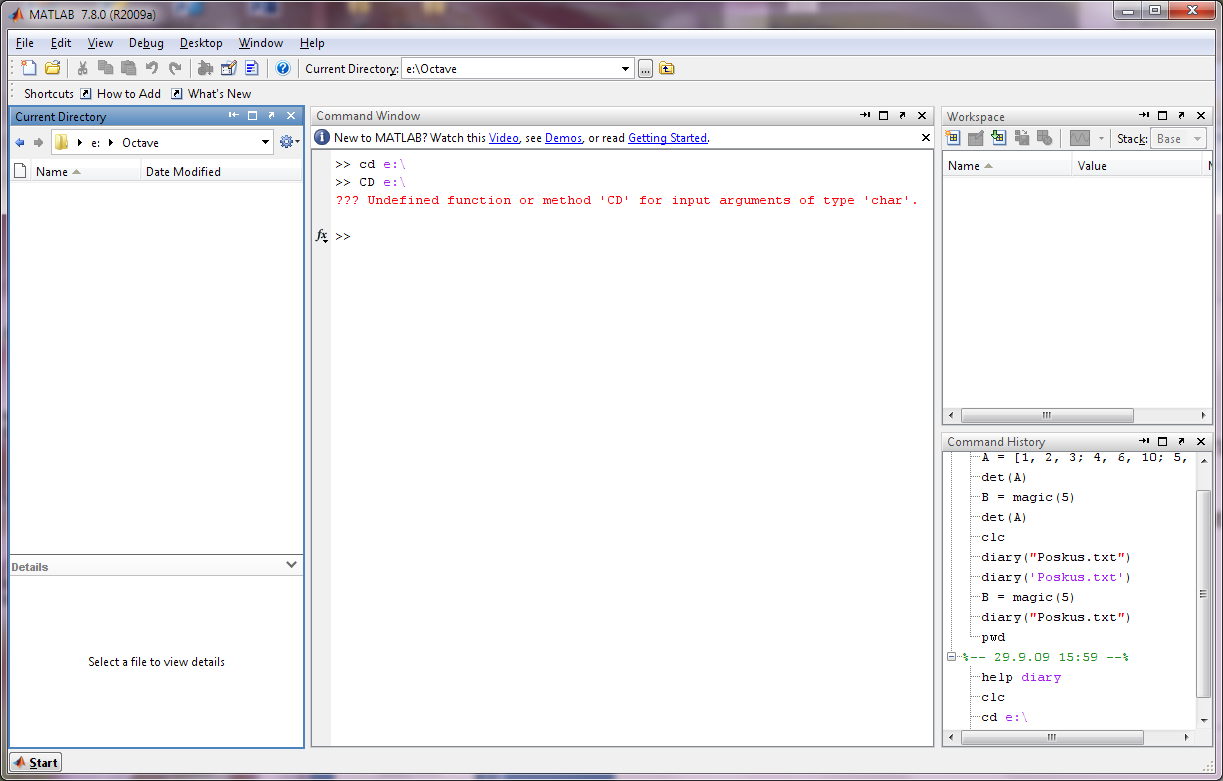 MATLAB 7.8.0 (R2009a)
File Edit View Debug Desktop Window Help
Current Directory: e:\Octave ...
Shortcuts How to Add What's New
Current Directory
e: Octave
Name Date Modified
Details
Select a file to view details
Command Window
New to MATLAB? Watch this Video, see Demos, or read Getting Started.
>> cd e:\
>> CD e:\
??? Undefined function or method 'CD' for input arguments of type 'char'.
fx >>
Workspace
Stack: Base
Name Value
Command History
A = [1, 2, 3; 4, 6, 10; 5,
det(A)
B = magic(5)
det(A)
clc
diary("Poskus.txt")
diary('Poskus.txt')
B = magic(5)
diary("Poskus.txt")
pwd
%-- 29.9.09 15:59 --%
help diary
clc
cd e:\
Start